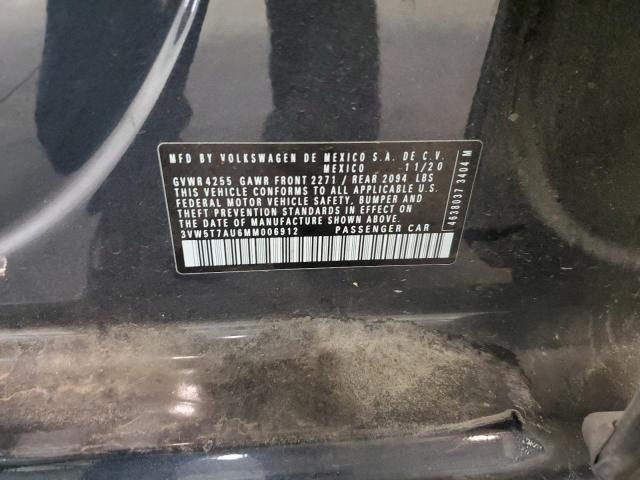 MFD BY VOLKSWAGEN DE MEXICO S.A. DE C.V.
MEXICO 11/20
GVWR 4255 GAWR FRONT 2271 / REAR 2094 LBS
THIS VEHICLE CONFORMS TO ALL APPLICABLE U.S.
FEDERAL MOTOR VEHICLE SAFETY, BUMPER AND
THEFT PREVENTION STANDARDS IN EFFECT ON
THE DATE OF MANUFACTURE SHOWN ABOVE.
3VW5T7AU6MM006912 PASSENGER CAR
4638037 3404 M